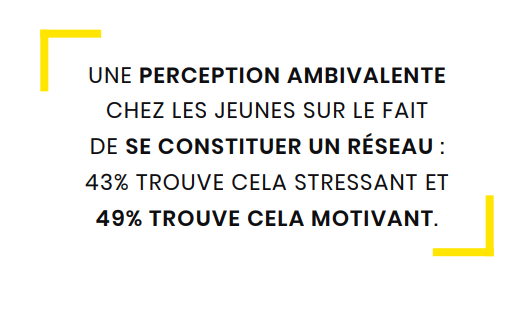 UNE PERCEPTION AMBIVALENTE
CHEZ LES JEUNES SUR LE FAIT
DE SE CONSTITUER UN RÉSEAU :
43% TROUVE CELA STRESSANT ET
49% TROUVE CELA MOTIVANT.